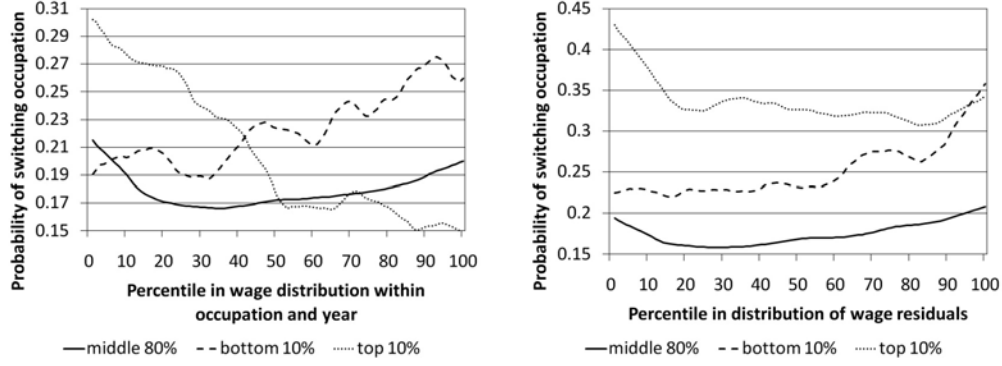 Probability of switching occupation
0.31
0.29
0.27
0.25
0.23
0.21
0.19
0.17
0.15
0 10 20 30 40 50 60 70 80 90 100
Percentile in wage distribution within
occupation and year
middle 80% bottom 10% top 10%
Probability of switching occupation
0.45
0.4
0.35
0.3
0.25
0.2
0.15
0 10 20 30 40 50 60 70 80 90 100
Percentile in distribution of wage residuals
middle 80% bottom 10% top 10%